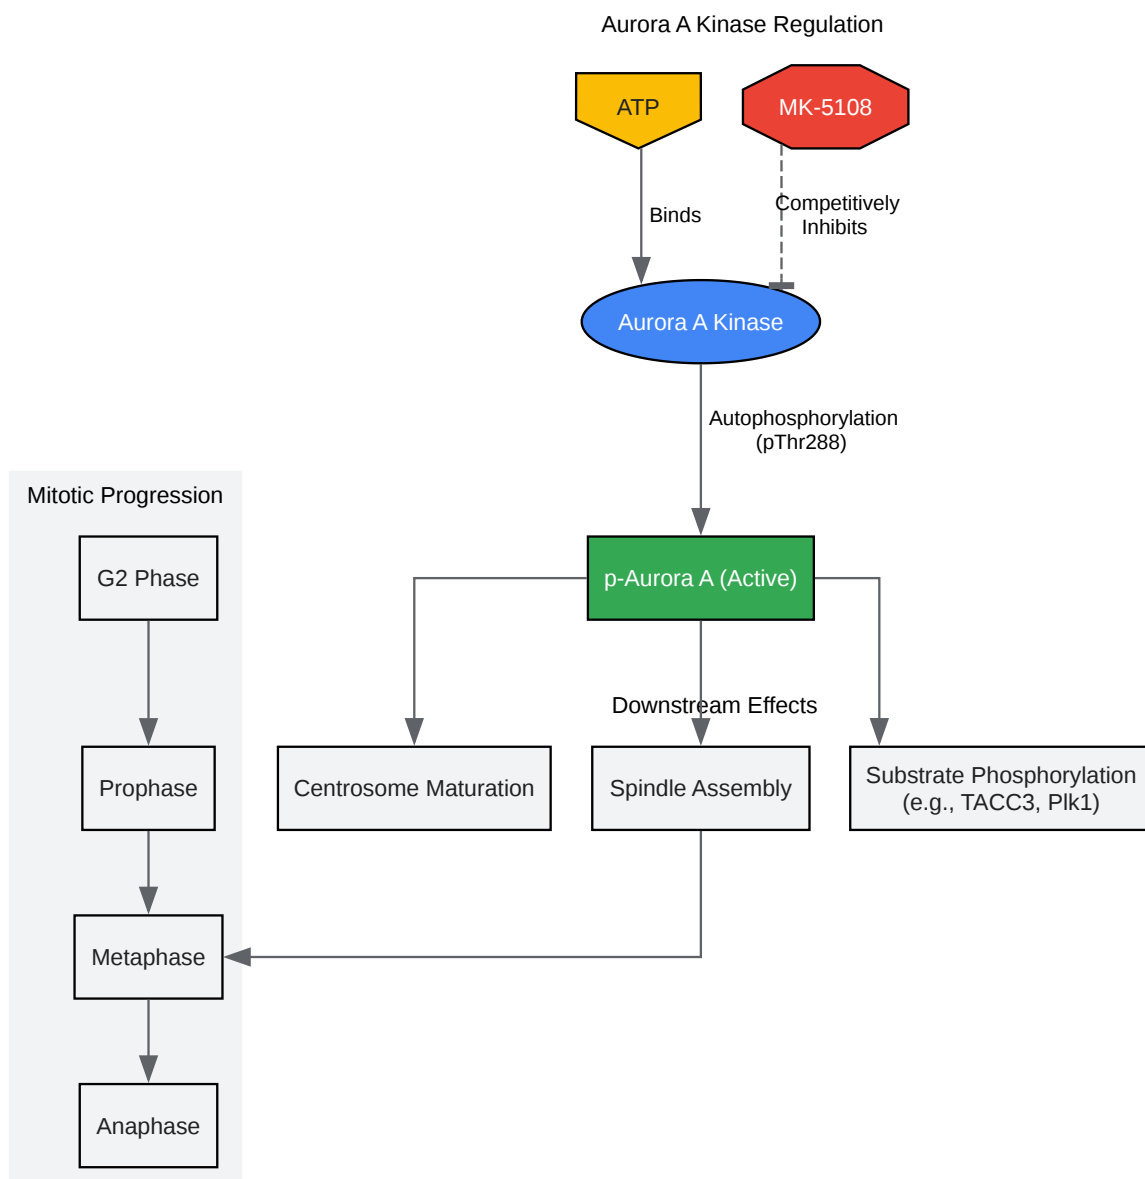 Aurora A Kinase Regulation
ATP
MK-5108
Binds
Competitively
Inhibits
Aurora A Kinase
Autophosphorylation
(pThr288)
Mitotic Progression
G2 Phase
p-Aurora A (Active)
Downstream Effects
Prophase
Centrosome Maturation
Spindle Assembly
Substrate Phosphorylation
(e.g., TACC3, Plk1)
Metaphase
Anaphase